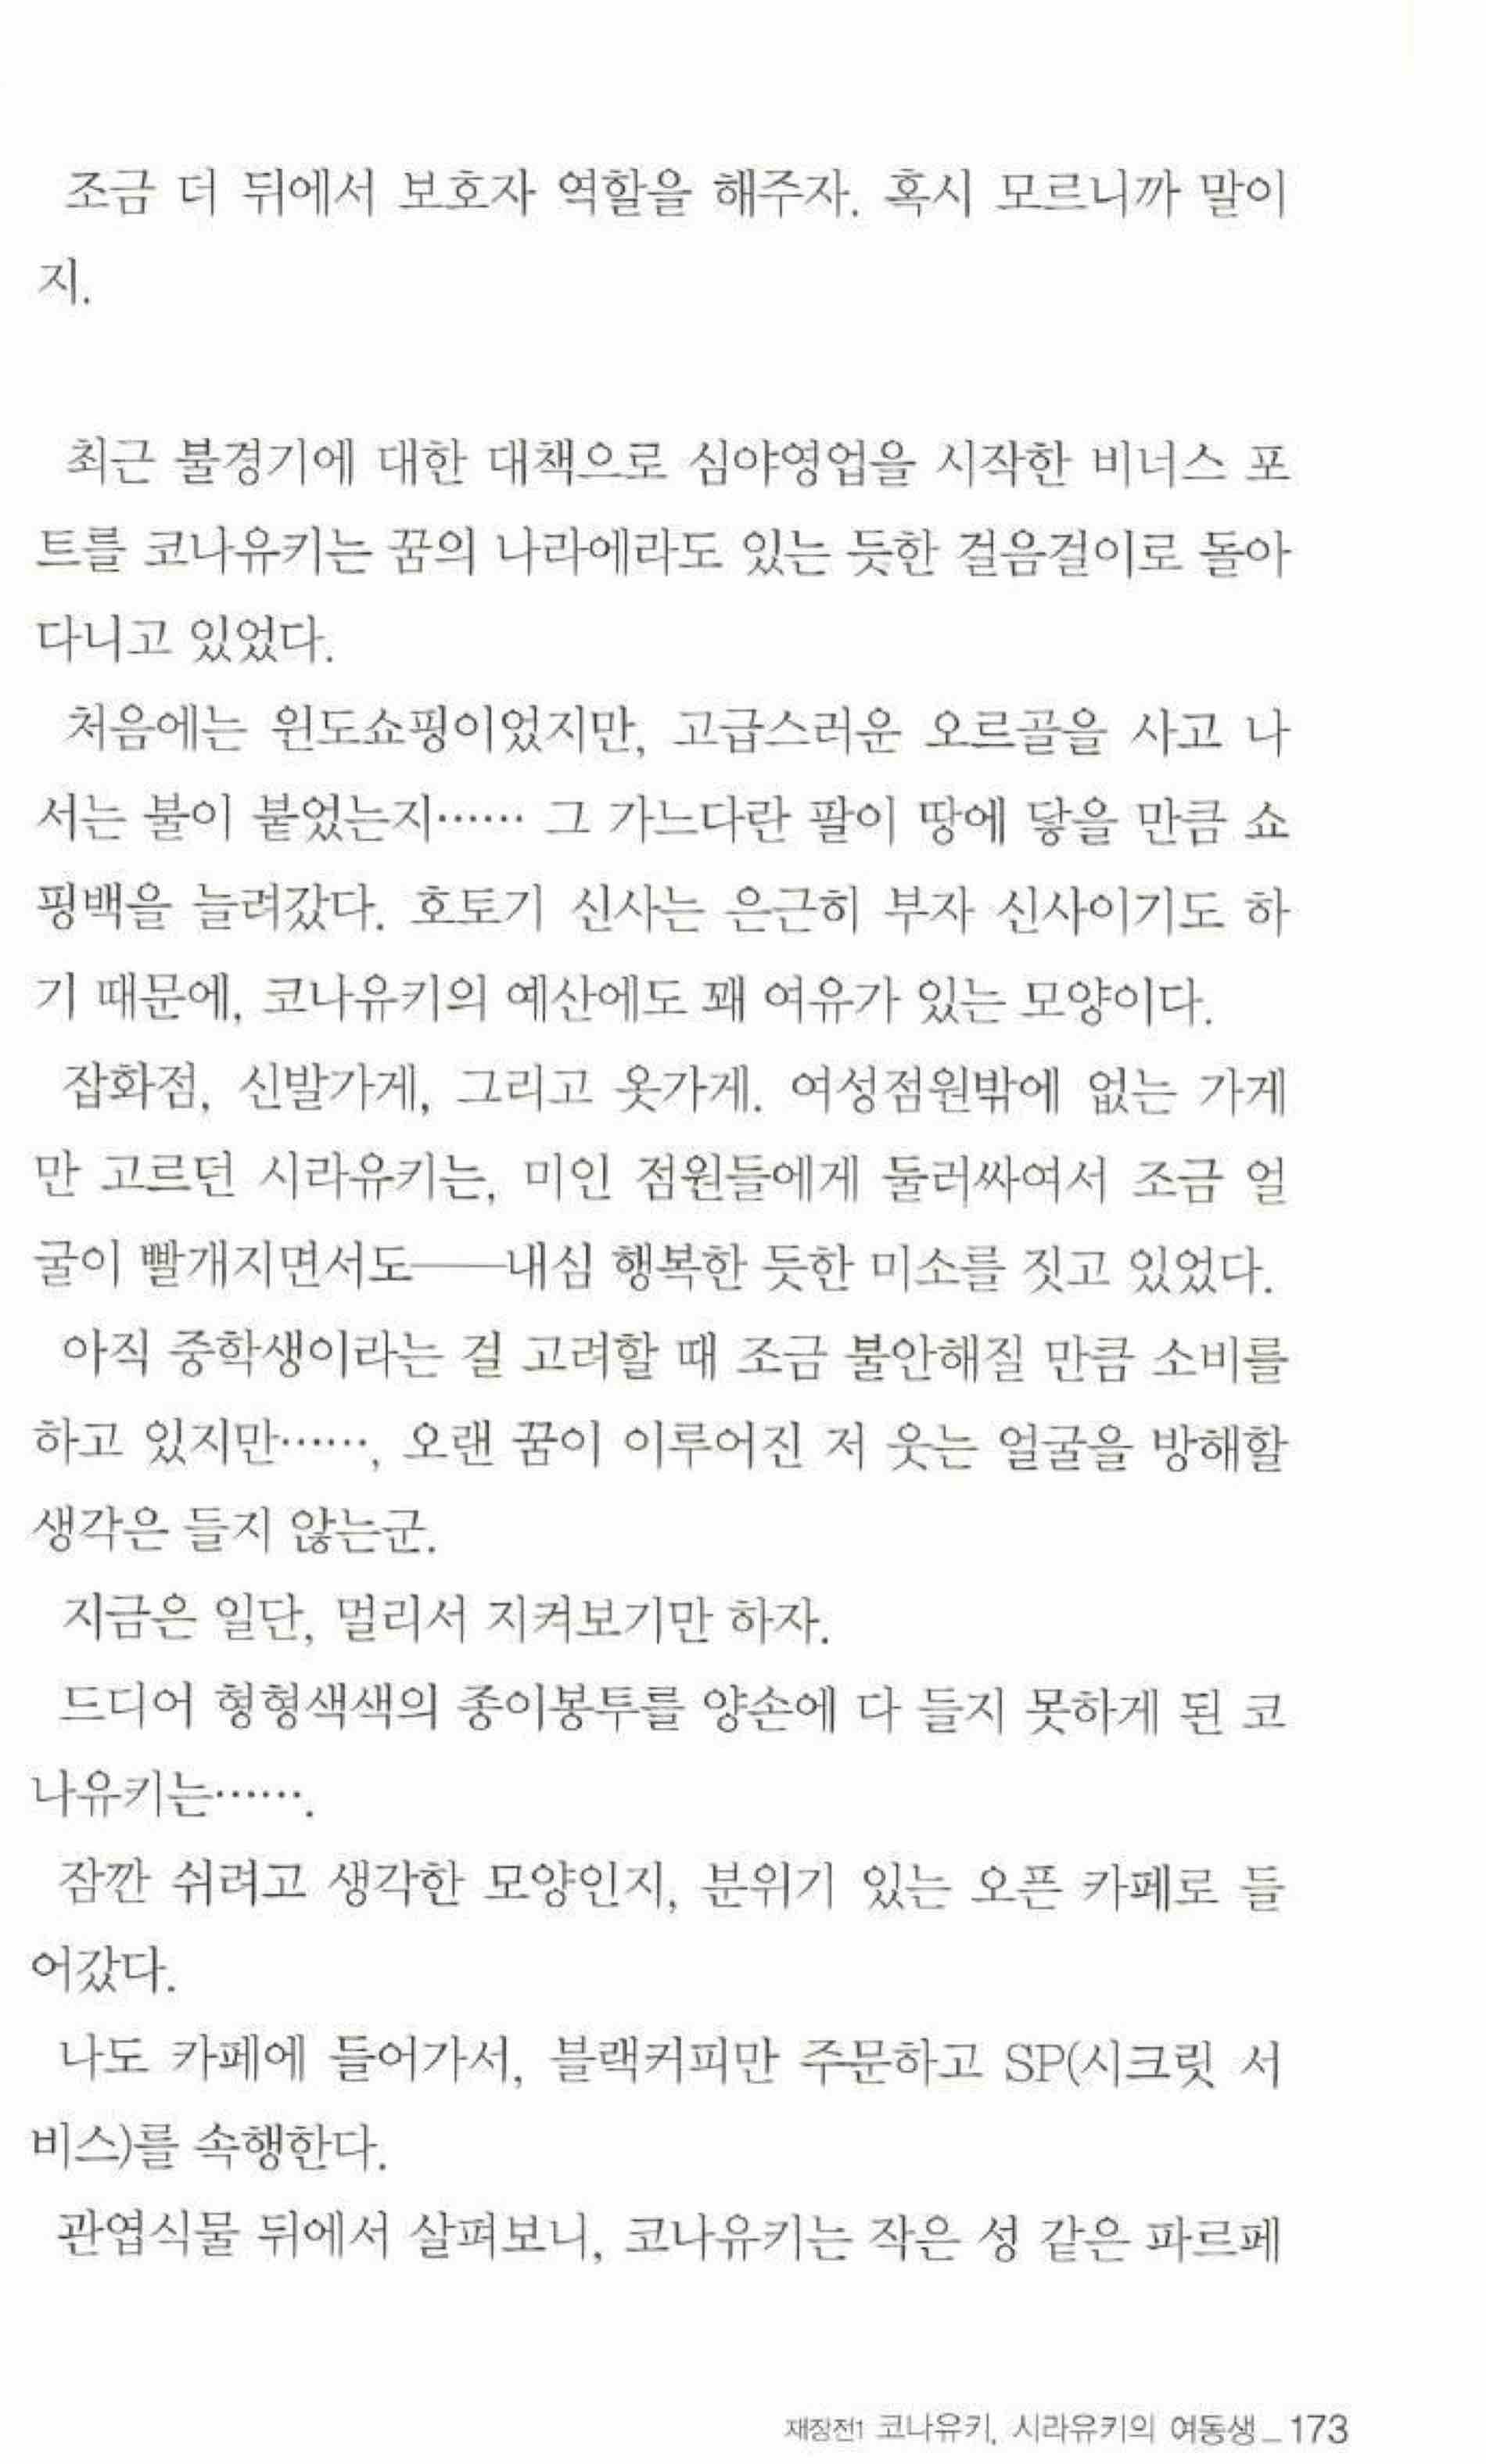 조금 더 뒤에서 보호자 역할을 해주자. 혹시 모르니까 말이
지.
최근 불경기에 대한 대책으로 심야영업을 시작한 비너스 포
트를 코나유키는 꿈의 나라에라도 있는 듯한 걸음걸이로 돌아
다니고 있었다.
처음에는 윈도쇼핑이었지만, 고급스러운 오르골을 사고 나
서는 불이 붙었는지…… 그 가느다란 팔이 땅에 닿을 만큼 쇼
핑백을 늘려갔다. 호토기 신사는 은근히 부자 신사이기도 하
기 때문에, 코나유키의 예산에도 꽤 여유가 있는 모양이다.
잡화점, 신발가게, 그리고 옷가게. 여성점원밖에 없는 가게
만 고르던 시라유키는, 미인 점원들에게 둘러싸여서 조금 얼
굴이 빨개지면서도――내심 행복한 듯한 미소를 짓고 있었다.
아직 중학생이라는 걸 고려할 때 조금 불안해질 만큼 소비를
하고 있지만……, 오랜 꿈이 이루어진 저 웃는 얼굴을 방해할
생각은 들지 않는군.
지금은 일단, 멀리서 지켜보기만 하자.
드디어 형형색색의 종이봉투를 양손에 다 들지 못하게 된 코
나유키는…….
잠깐 쉬려고 생각한 모양인지, 분위기 있는 오픈 카페로 들
어갔다.
나도 카페에 들어가서, 블랙커피만 주문하고 SP(시크릿 서
비스)를 속행한다.
관엽식물 뒤에서 살펴보니, 코나유키는 작은 성 같은 파르페
재장전1 코나유키, 시라유키의 여동생_173